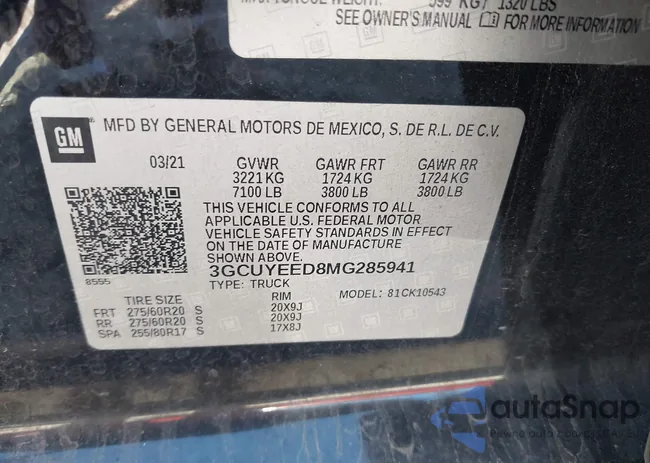 599 KG / 1320 LBS
SEE OWNER'S MANUAL FOR MORE INFORMATION
GM
MFD BY GENERAL MOTORS DE MEXICO, S. DE R.L. DE C.V.
03/21 GVWR GAWR FRT GAWR RR
3221 KG 1724 KG 1724 KG
7100 LB 3800 LB 3800 LB
THIS VEHICLE CONFORMS TO ALL
APPLICABLE U.S. FEDERAL MOTOR
VEHICLE SAFETY STANDARDS IN EFFECT
ON THE DATE OF MANUFACTURE
SHOWN ABOVE.
3GCUYEED8MG285941
8555
TYPE: TRUCK MODEL: 81CK10543
TIRE SIZE RIM
FRT 275/60R20 S 20X9J
RR 275/60R20 S 20X9J
SPA 255/80R17 S 17X8J
autoSnap